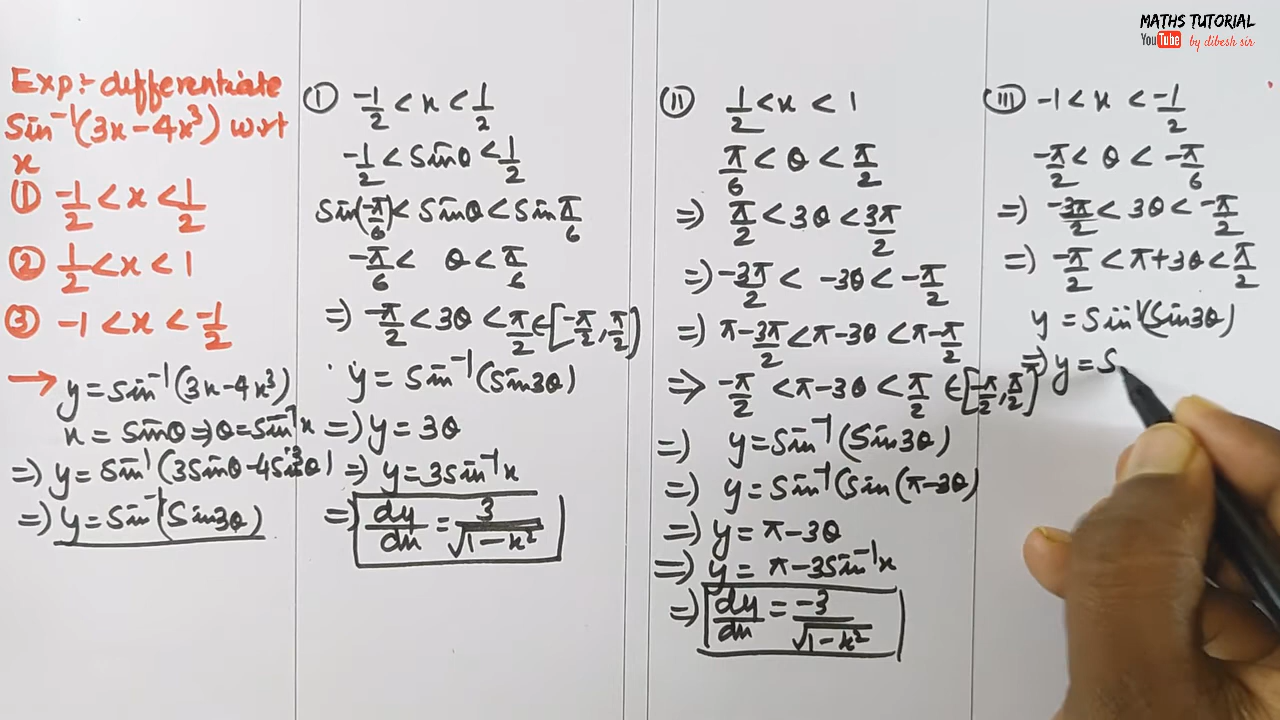 MATHS TUTORIAL
YouTube by dibesh sir
Exp:- differentiate
Sin⁻¹(3x-4x³) wrt
x
① -1/2 < x < 1/2
② 1/2 < x < 1
③ -1 < x < -1/2
→ y = Sin⁻¹(3x-4x³)
x = Sinθ ⇒ θ = Sin⁻¹x
⇒) y = Sin⁻¹(3Sinθ-4Sin³θ)
⇒) y = Sin⁻¹(Sin3θ)
① -1/2 < x < 1/2
-1/2 < Sinθ < 1/2
Sin(-π/6) < Sinθ < Sin π/6
-π/6 < θ < π/6
⇒) -π/2 < 3θ < π/2 ∈ [-π/2, π/2]
y = Sin⁻¹(Sin3θ)
⇒) y = 3θ
⇒) y = 3Sin⁻¹x
⇒) dy/dx = 3/√1-x²
⑪ 1/2 < x < 1
π/6 < θ < π/2
⇒) π/2 < 3θ < 3π/2
⇒) -3π/2 < -3θ < -π/2
⇒) π-3π/2 < π-3θ < π-π/2
⇒) -π/2 < π-3θ < π/2 ∈ [-π/2, π/2]
⇒) y = Sin⁻¹(Sin3θ)
⇒) y = Sin⁻¹(Sin(π-3θ)
⇒) y = π-3θ
⇒) y = π-3Sin⁻¹x
⇒) dy/dx = -3/√1-x²
⑪I -1 < x < -1/2
-π/2 < θ < -π/6
⇒) -3π/2 < 3θ < -π/2
⇒) -π/2 < π+3θ < π/2
y = Sin⁻¹(Sin3θ)
⇒) y = S